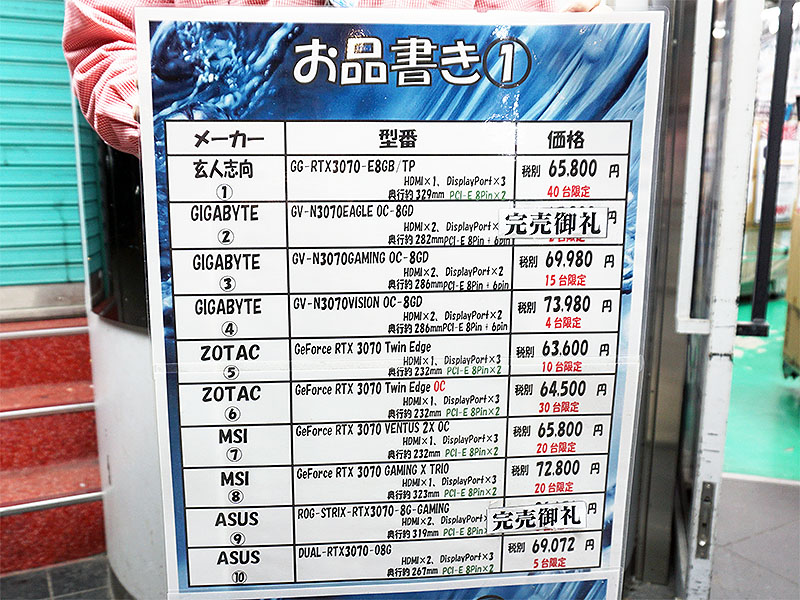 お品書き①
メーカー 型番 価格
玄人志向 ① GG-RTX3070-E8GB/TP 税別 65.800 円
HDMI×1、DisplayPort×3
奥行約329mm PCI-E 8Pin×2 40台限定
GIGABYTE ② GV-N3070EAGLE OC-8GD 円
HDMI×2、DisplayPort 完売御礼
奥行約282mmPCI-E 8Pin + 6pin
GIGABYTE ③ GV-N3070GAMING OC-8GD 税別 69.980 円
HDMI×2、DisplayPort×2
奥行約286mmPCI-E 8Pin + 6pin 15台限定
GIGABYTE ④ GV-N3070VISION OC-8GD 税別 73.980 円
HDMI×2、DisplayPort×2
奥行約286mmPCI-E 8Pin + 6pin 4台限定
ZOTAC ⑤ GeForce RTX 3070 Twin Edge 税別 63.600 円
HDMI×1、DisplayPort×3
奥行約232mm PCI-E 8Pin×2 10台限定
ZOTAC ⑥ GeForce RTX 3070 Twin Edge OC 税別 64.500 円
HDMI×1、DisplayPort×3
奥行約232mm PCI-E 8Pin×2 30台限定
MSI ⑦ GeForce RTX 3070 VENTUS 2X OC 税別 65.800 円
HDMI×1、DisplayPort×3
奥行約232mm PCI-E 8Pin×2 20台限定
MSI ⑧ GeForce RTX 3070 GAMING X TRIO 税別 72.800 円
HDMI×1、DisplayPort×3
奥行約323mm PCI-E 8Pin×2 20台限定
ASUS ⑨ ROG-STRIX-RTX3070-8G-GAMING 円
HDMI×2、DisplayPort 完売御礼
奥行約319mm PCI-E 8Pin
ASUS ⑩ DUAL-RTX3070-O8G 税別 69.072 円
HDMI×2、DisplayPort×3
奥行約267mm PCI-E 8Pin×2 5台限定